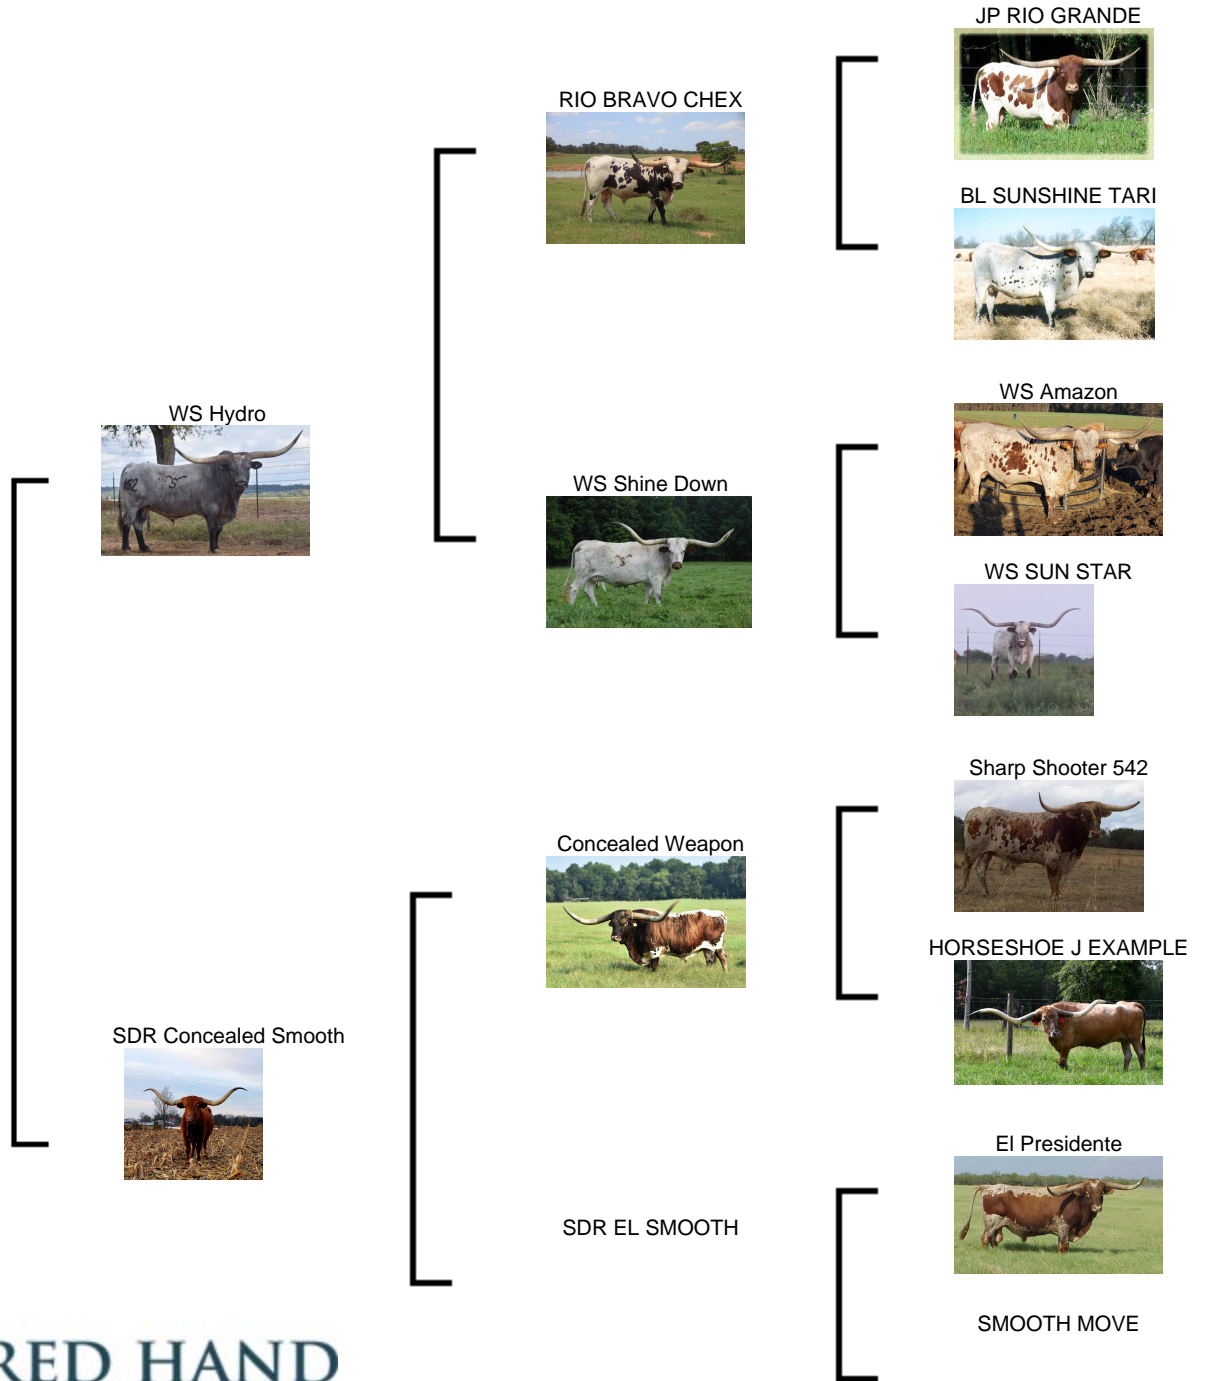 JP RIO GRANDE
RIO BRAVO CHEX
BL SUNSHINE TARI
WS Hydro
WS Amazon
WS Shine Down
WS SUN STAR
Sharp Shooter 542
Concealed Weapon
HORSESHOE J EXAMPLE
SDR Concealed Smooth
El Presidente
SDR EL SMOOTH
SMOOTH MOVE
RED HAND